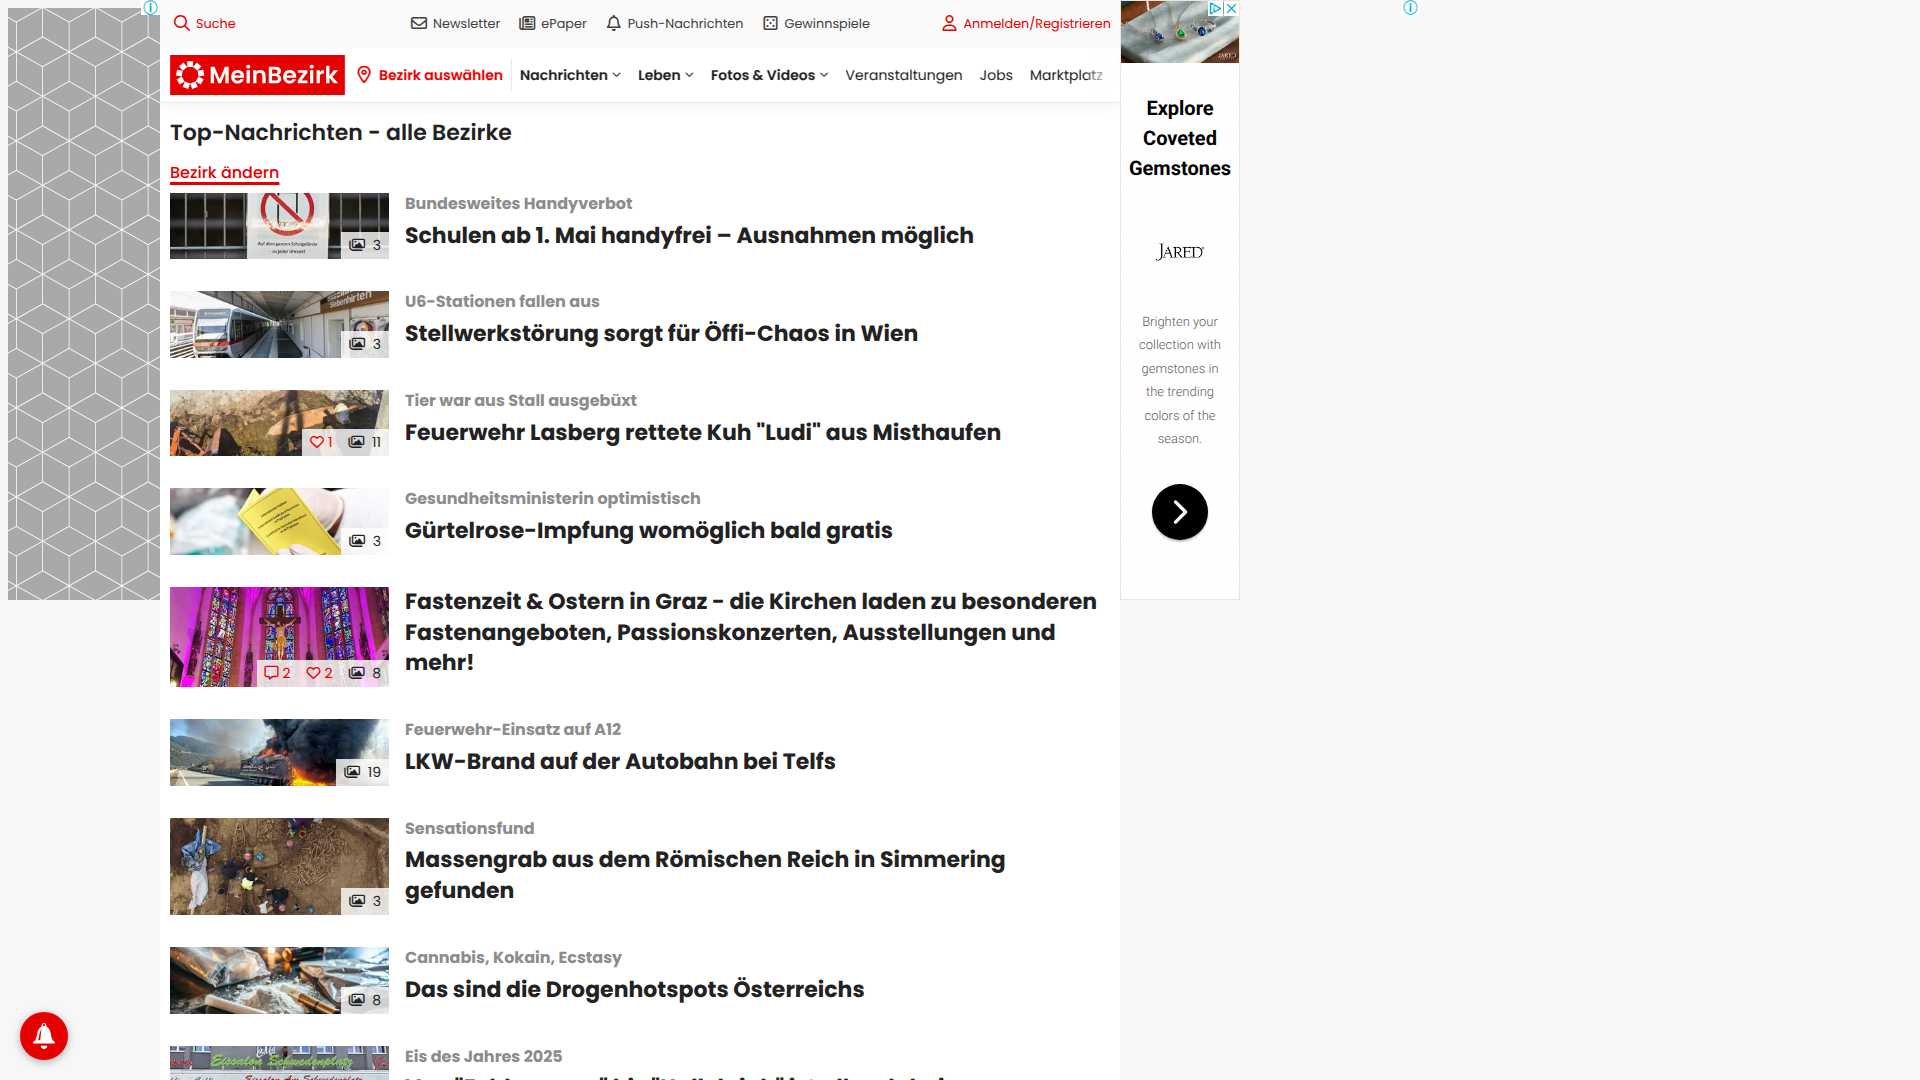 Suche
Newsletter
ePaper
Push-Nachrichten
Gewinnspiele
Anmelden/Registrieren
MeinBezirk
Bezirk auswählen
Nachrichten
Leben
Fotos & Videos
Veranstaltungen
Jobs
Marktplatz
Top-Nachrichten - alle Bezirke
Bezirk ändern
Bundesweites Handyverbot
Schulen ab 1. Mai handyfrei – Ausnahmen möglich
3
U6-Stationen fallen aus
Stellwerkstörung sorgt für Öffi-Chaos in Wien
Siebenhirten
3
Tier war aus Stall ausgebüxt
Feuerwehr Lasberg rettete Kuh "Ludi" aus Misthaufen
1 11
Gesundheitsministerin optimistisch
Gürtelrose-Impfung womöglich bald gratis
3
Fastenzeit & Ostern in Graz - die Kirchen laden zu besonderen
Fastenangeboten, Passionskonzerten, Ausstellungen und
mehr!
2 2 8
Feuerwehr-Einsatz auf A12
LKW-Brand auf der Autobahn bei Telfs
19
Sensationsfund
Massengrab aus dem Römischen Reich in Simmering
gefunden
3
Cannabis, Kokain, Ecstasy
Das sind die Drogenhotspots Österreichs
8
Eis des Jahres 2025
Eissalon Schwedenplatz
Explore
Coveted
Gemstones
JARED
Brighten your
collection with
gemstones in
the trending
colors of the
season.